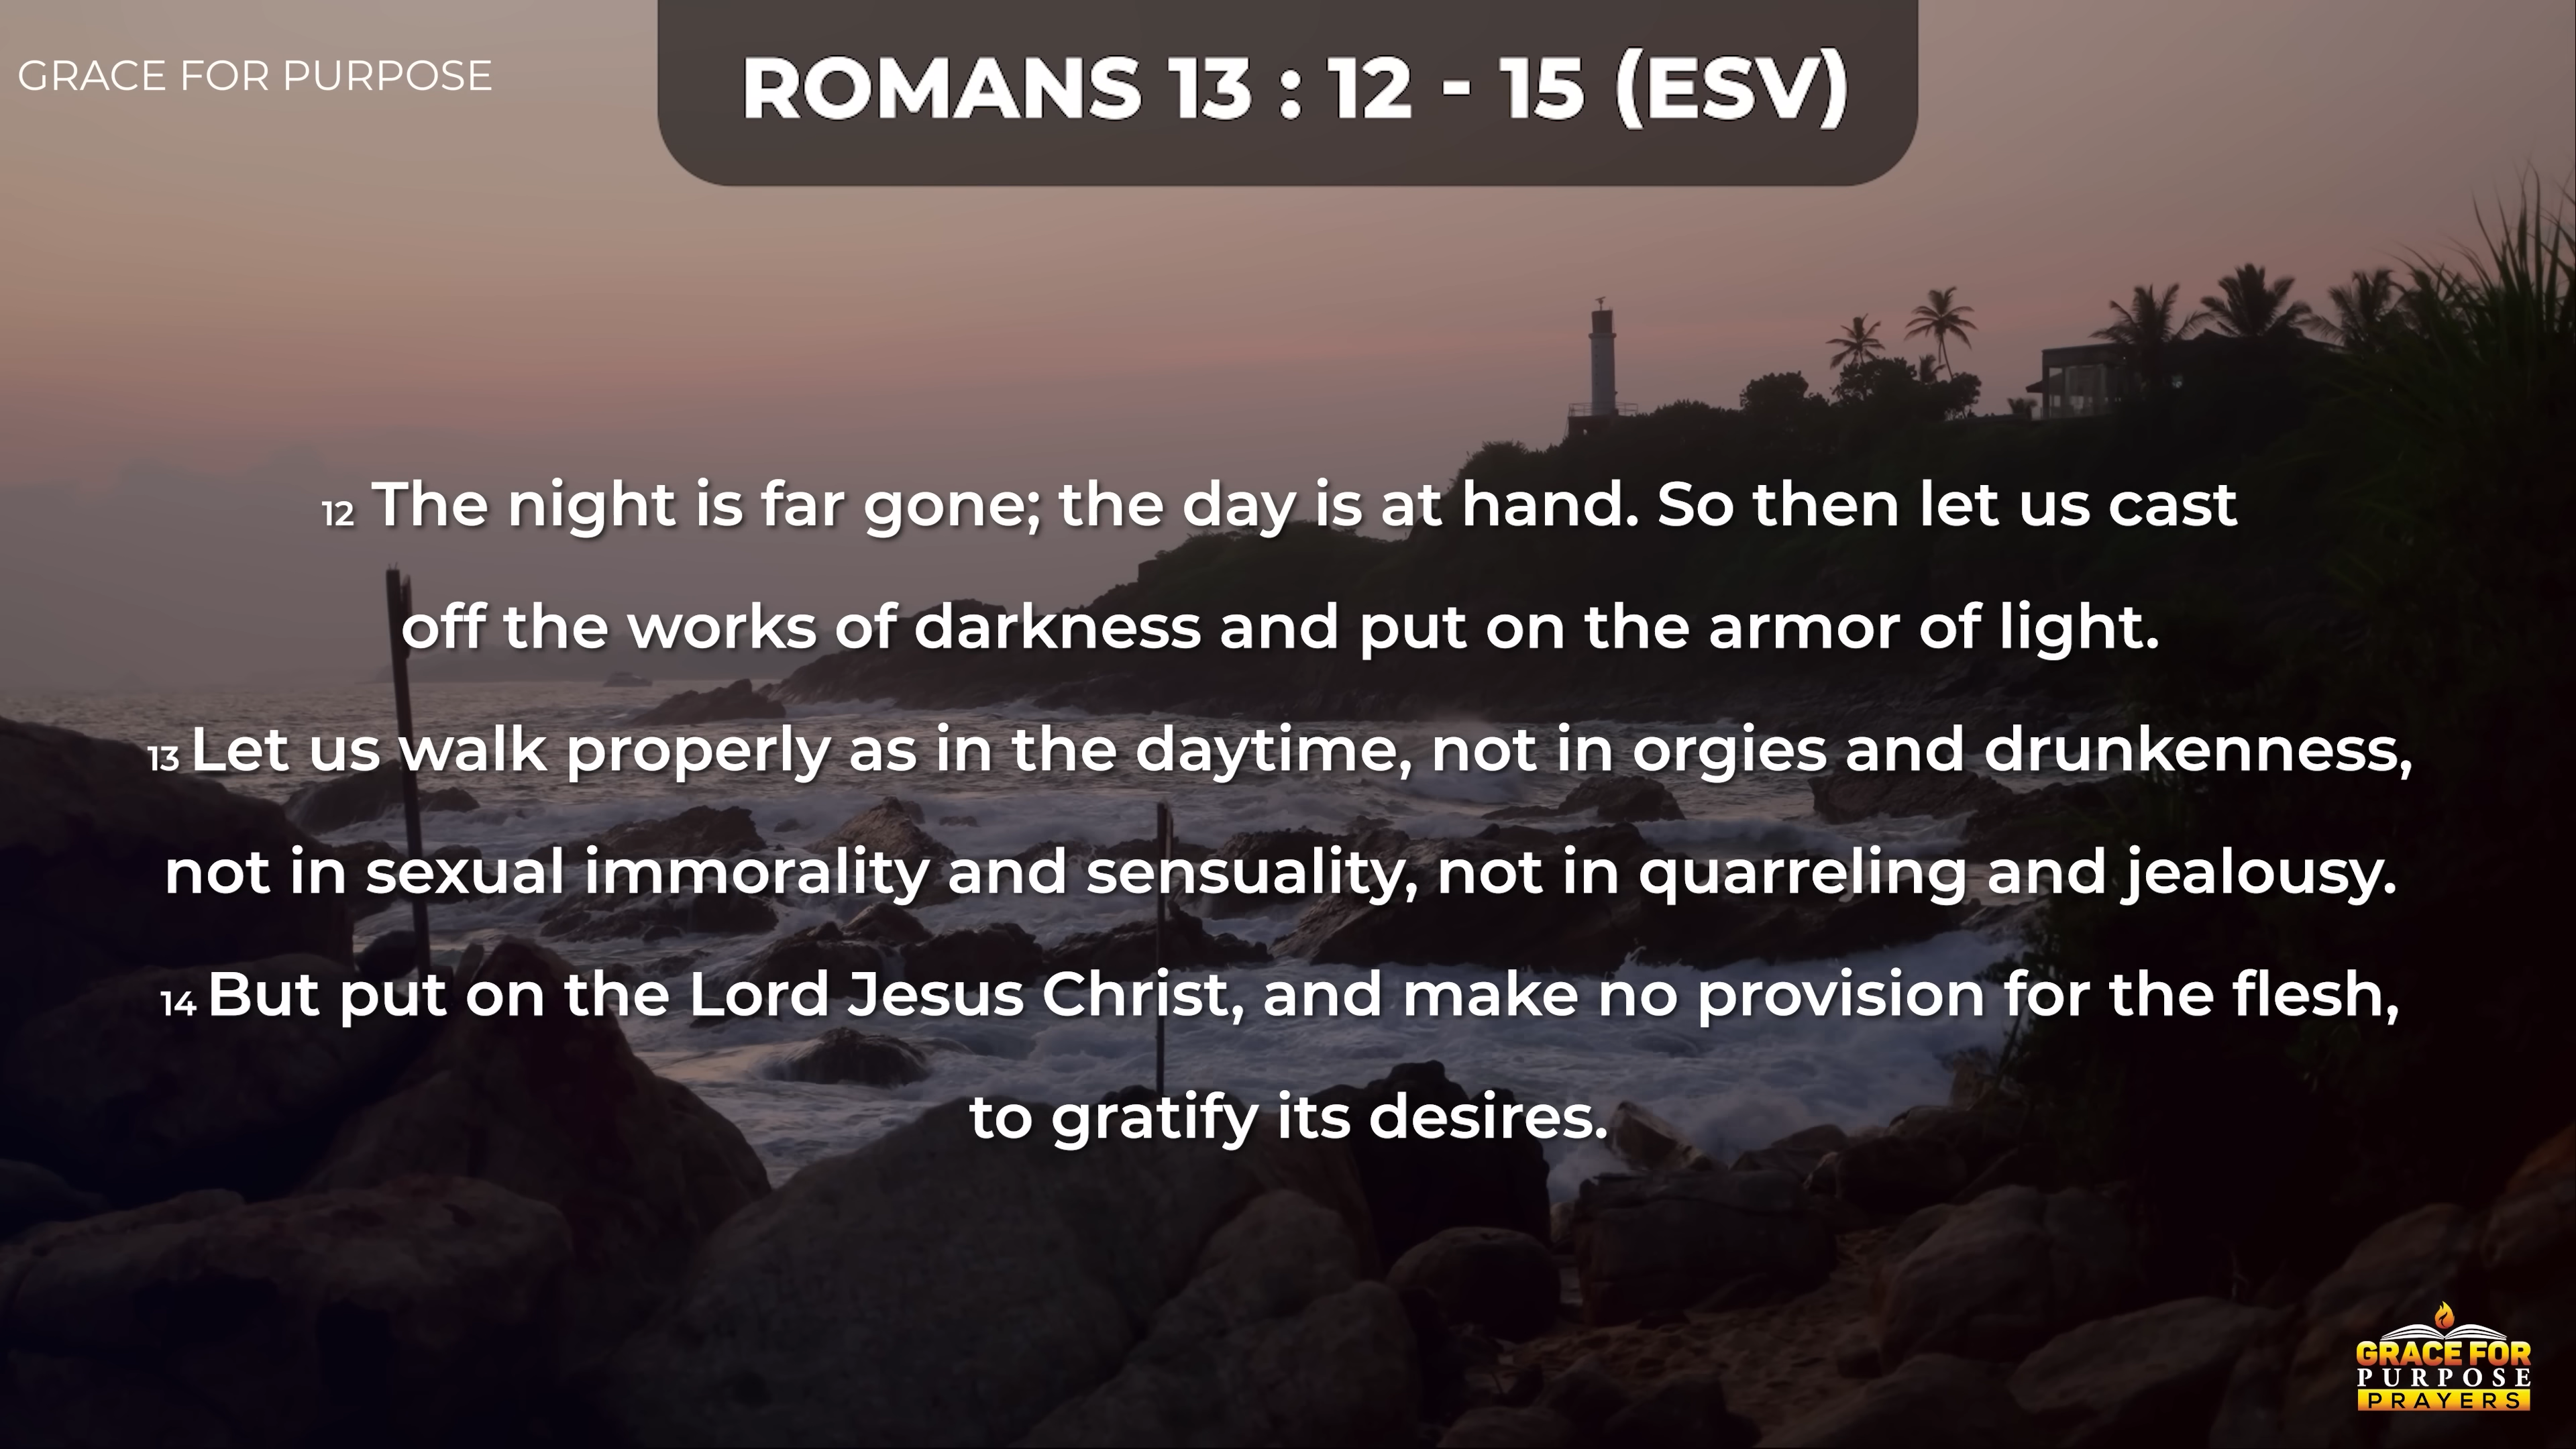 GRACE FOR PURPOSE
ROMANS 13 : 12 - 15 (ESV)
12 The night is far gone; the day is at hand. So then let us cast
off the works of darkness and put on the armor of light.
13 Let us walk properly as in the daytime, not in orgies and drunkenness,
not in sexual immorality and sensuality, not in quarreling and jealousy.
14 But put on the Lord Jesus Christ, and make no provision for the flesh,
to gratify its desires.
GRACE FOR
PURPOSE
PRAYERS